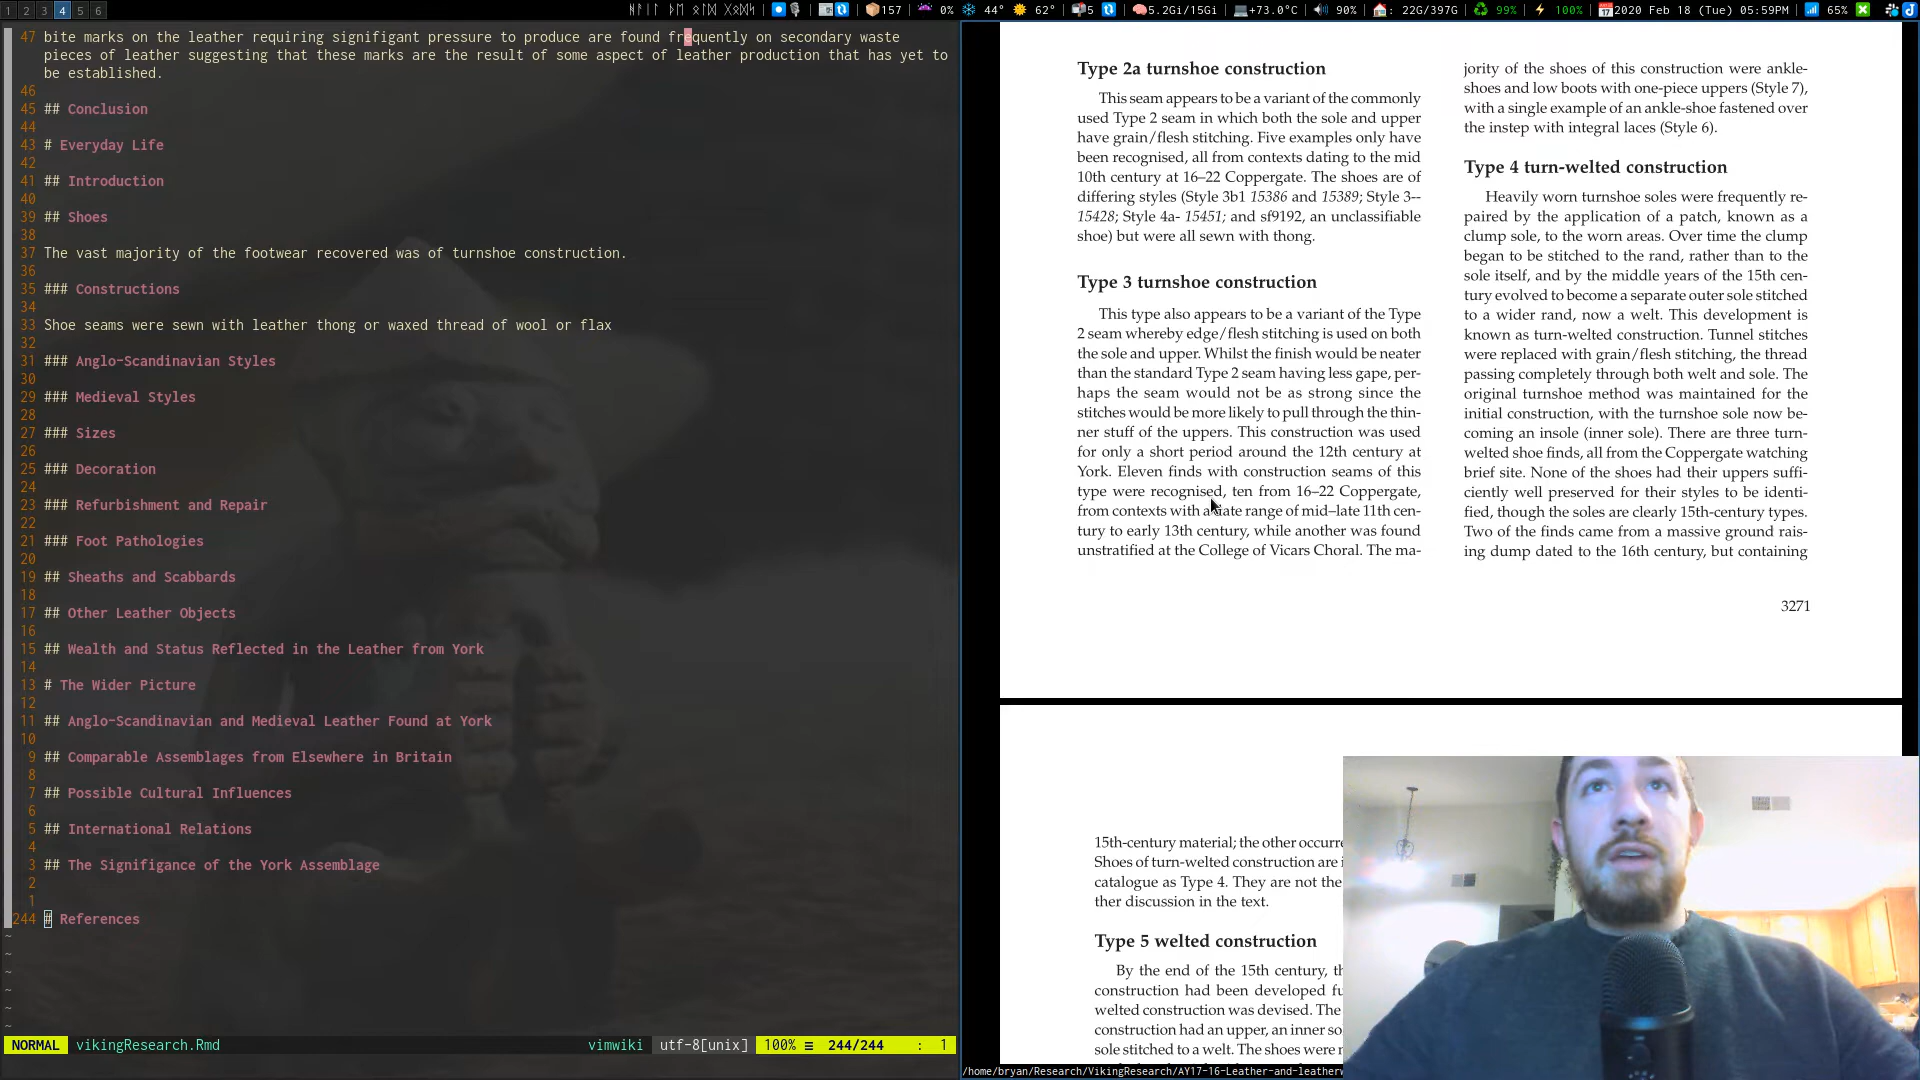 1 2 3 4 5 6
157 0% 44° 62° 5 5.2Gi/15Gi +73.0°C 90% : 22G/397G 99% 100% 2020 Feb 18 (Tue) 05:59PM 65%
47 bite marks on the leather requiring signifigant pressure to produce are found frequently on secondary waste
pieces of leather suggesting that these marks are the result of some aspect of leather production that has yet to
be established.
46
45 ## Conclusion
44
43 # Everyday Life
42
41 ## Introduction
40
39 ## Shoes
38
37 The vast majority of the footwear recovered was of turnshoe construction.
36
35 ### Constructions
34
33 Shoe seams were sewn with leather thong or waxed thread of wool or flax
32
31 ### Anglo-Scandinavian Styles
30
29 ### Medieval Styles
28
27 ### Sizes
26
25 ### Decoration
24
23 ### Refurbishment and Repair
22
21 ### Foot Pathologies
20
19 ## Sheaths and Scabbards
18
17 ## Other Leather Objects
16
15 ## Wealth and Status Reflected in the Leather from York
14
13 # The Wider Picture
12
11 ## Anglo-Scandinavian and Medieval Leather Found at York
10
9 ## Comparable Assemblages from Elsewhere in Britain
8
7 ## Possible Cultural Influences
6
5 ## International Relations
4
3 ## The Signifigance of the York Assemblage
2
1
244 # References
~
~
~
~
~
~
NORMAL vikingResearch.Rmd vimwiki utf-8[unix] 100% ≡ 244/244 : 1
Type 2a turnshoe construction
This seam appears to be a variant of the commonly
used Type 2 seam in which both the sole and upper
have grain/flesh stitching. Five examples only have
been recognised, all from contexts dating to the mid
10th century at 16–22 Coppergate. The shoes are of
differing styles (Style 3b1 15386 and 15389; Style 3--
15428; Style 4a- 15451; and sf9192, an unclassifiable
shoe) but were all sewn with thong.
Type 3 turnshoe construction
This type also appears to be a variant of the Type
2 seam whereby edge/flesh stitching is used on both
the sole and upper. Whilst the finish would be neater
than the standard Type 2 seam having less gape, per-
haps the seam would not be as strong since the
stitches would be more likely to pull through the thin-
ner stuff of the uppers. This construction was used
for only a short period around the 12th century at
York. Eleven finds with construction seams of this
type were recognised, ten from 16–22 Coppergate,
from contexts with a date range of mid–late 11th cen-
tury to early 13th century, while another was found
unstratified at the College of Vicars Choral. The ma-
jority of the shoes of this construction were ankle-
shoes and low boots with one-piece uppers (Style 7),
with a single example of an ankle-shoe fastened over
the instep with integral laces (Style 6).
Type 4 turn-welted construction
Heavily worn turnshoe soles were frequently re-
paired by the application of a patch, known as a
clump sole, to the worn areas. Over time the clump
began to be stitched to the rand, rather than to the
sole itself, and by the middle years of the 15th cen-
tury evolved to become a separate outer sole stitched
to a wider rand, now a welt. This development is
known as turn-welted construction. Tunnel stitches
were replaced with grain/flesh stitching, the thread
passing completely through both welt and sole. The
original turnshoe method was maintained for the
initial construction, with the turnshoe sole now be-
coming an insole (inner sole). There are three turn-
welted shoe finds, all from the Coppergate watching
brief site. None of the shoes had their uppers suffi-
ciently well preserved for their styles to be identi-
fied, though the soles are clearly 15th-century types.
Two of the finds came from a massive ground rais-
ing dump dated to the 16th century, but containing
3271
15th-century material; the other
Shoes of turn-welted construction are
catalogue as Type 4. They are not the
ther discussion in the text.
Type 5 welted construction
By the end of the 15th century,
construction had been developed
welted construction was devised. The
construction had an upper, an inner
sole stitched to a welt. The shoes were
/home/bryan/Research/VikingResearch/AY17-16-Leather-and-leather